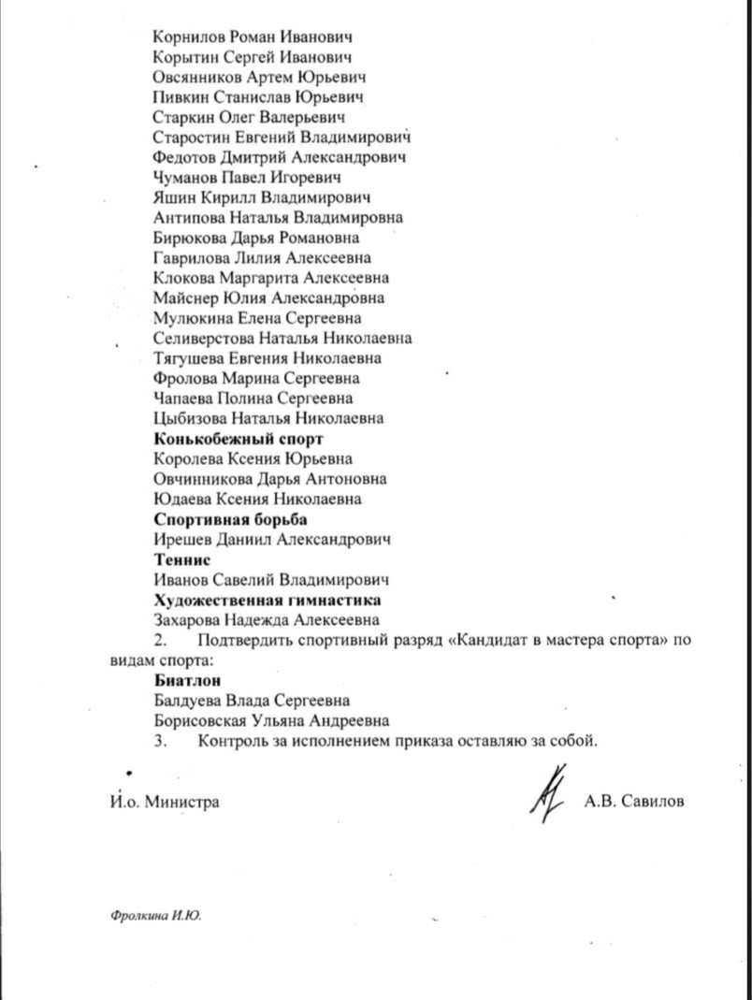 Корнилов Роман Иванович
Корытин Сергей Иванович
Овсянников Артем Юрьевич
Пивкин Станислав Юрьевич
Старкин Олег Валерьевич
Старостин Евгений Владимирович
Федотов Дмитрий Александрович
Чуманов Павел Игоревич
Яшин Кирилл Владимирович
Антипова Наталья Владимировна
Бирюкова Дарья Романовна
Гаврилова Лилия Алексеевна
Клокова Маргарита Алексеевна
Майснер Юлия Александровна
Мулюкина Елена Сергеевна
Селиверстова Наталья Николаевна
Тягушева Евгения Николаевна
Фролова Марина Сергеевна
Чапаева Полина Сергеевна
Цыбизова Наталья Николаевна
Конькобежный спорт
Королева Ксения Юрьевна
Овчинникова Дарья Антоновна
Юдаева Ксения Николаевна
Спортивная борьба
Ирешев Даниил Александрович
Теннис
Иванов Савелий Владимирович
Художественная гимнастика
Захарова Надежда Алексеевна
2. Подтвердить спортивный разряд «Кандидат в мастера спорта» по
видам спорта:
Биатлон
Балдуева Влада Сергеевна
Борисовская Ульяна Андреевна
3. Контроль за исполнением приказа оставляю за собой.
И.о. Министра А.В. Савилов
Фролкина И.Ю.